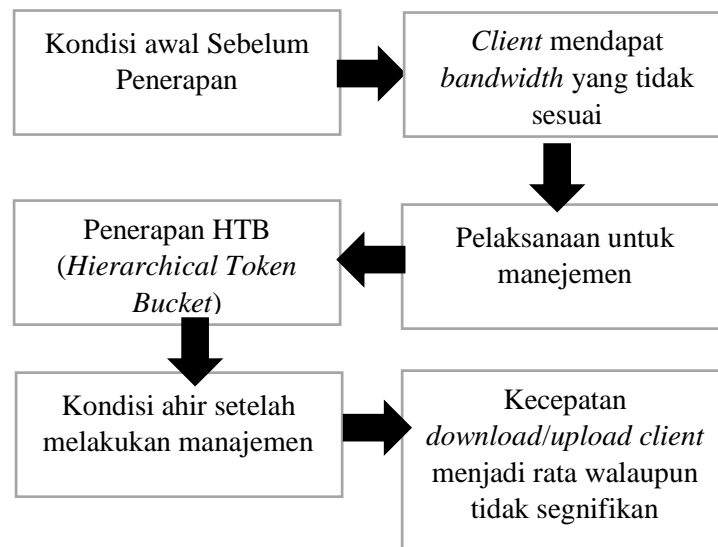 Kondisi awal Sebelum
Penerapan
Client mendapat
bandwidth yang tidak
sesuai
Pelaksanaan untuk
manejemen
Penerapan HTB
(Hierarchical Token
Bucket)
Kondisi ahir setelah
melakukan manajemen
Kecepatan
download/upload client
menjadi rata walaupun
tidak segnifikan